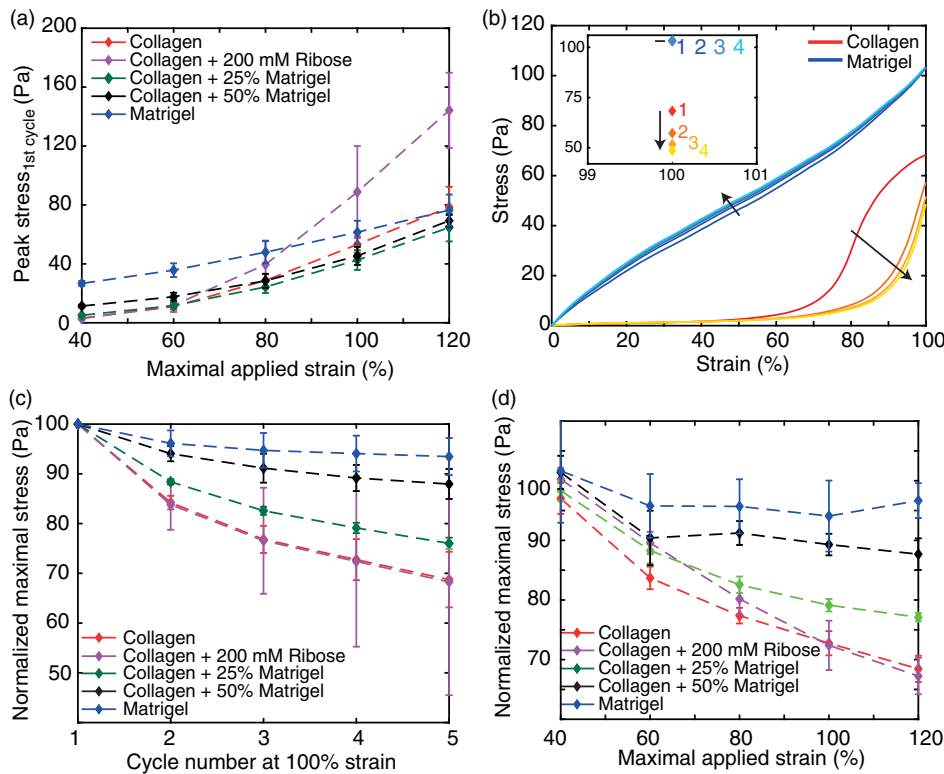 (a)
Peak stress1st cycle (Pa)
200
160
120
80
40
0
Collagen
Collagen + 200 mM Ribose
Collagen + 25% Matrigel
Collagen + 50% Matrigel
Matrigel
40 60 80 100 120
Maximal applied strain (%)
(b)
Stress (Pa)
120
100
80
60
40
20
0
100
75
50
1 2 3 4
1
2
3
4
99 100 101
Collagen
Matrigel
0 20 40 60 80 100
Strain (%)
(c)
Normalized maximal stress (Pa)
100
90
80
70
60
50
Collagen
Collagen + 200 mM Ribose
Collagen + 25% Matrigel
Collagen + 50% Matrigel
Matrigel
1 2 3 4 5
Cycle number at 100% strain
(d)
Normalized maximal stress (Pa)
100
90
80
70
Collagen
Collagen + 200 mM Ribose
Collagen + 25% Matrigel
Collagen + 50% Matrigel
Matrigel
40 60 80 100 120
Maximal applied strain (%)